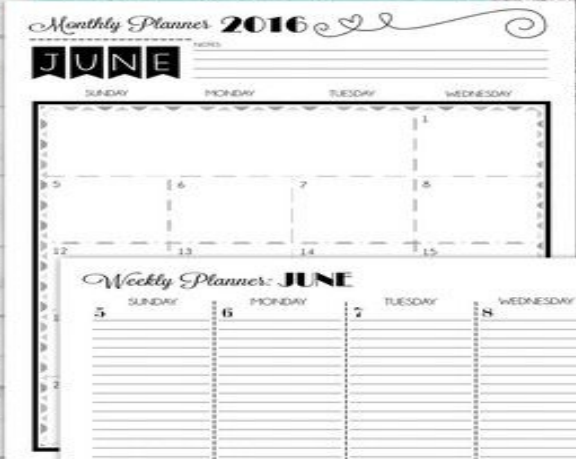 Monthly Planner 2016
NOTES:
JUNE
SUNDAY MONDAY TUESDAY WEDNESDAY
1
5 6 7 8
12 13 14 15
Weekly Planner: JUNE
SUNDAY MONDAY TUESDAY WEDNESDAY
5 6 7 8